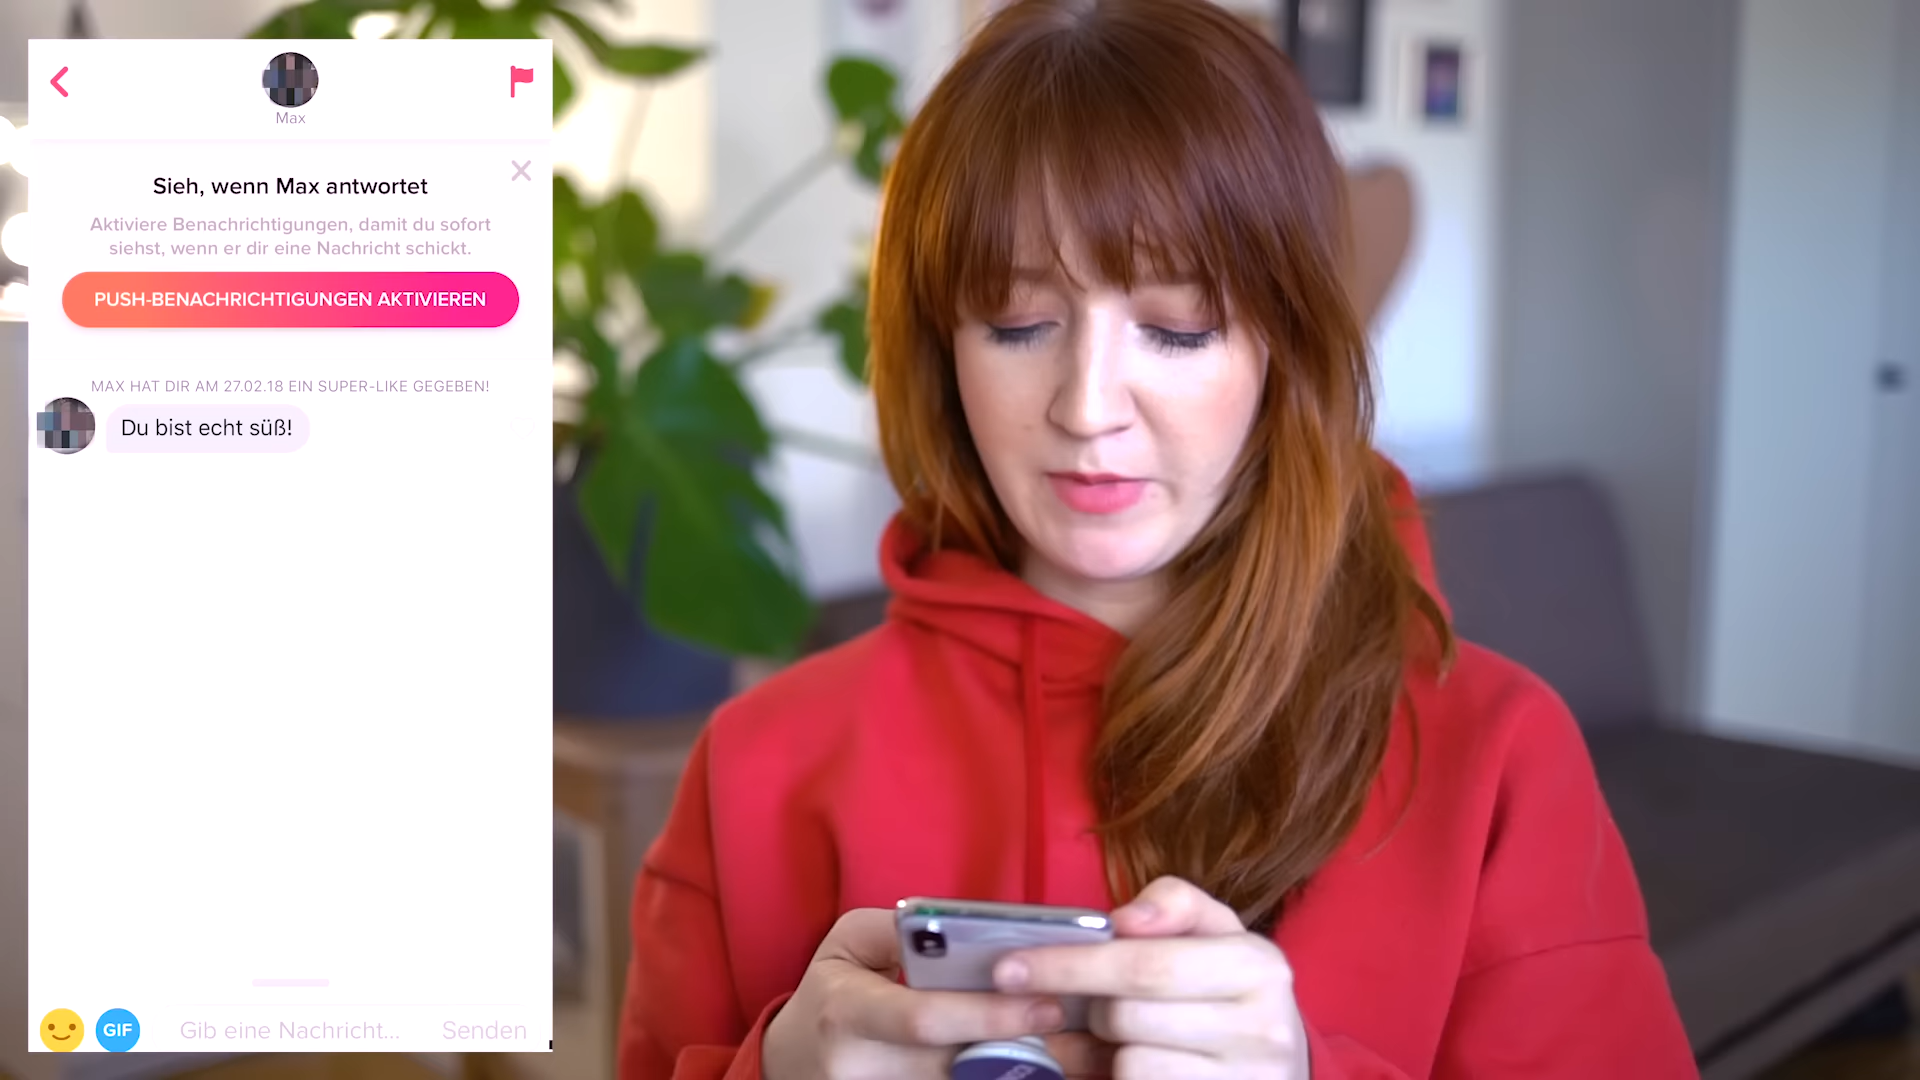 Max
Sieh, wenn Max antwortet
Aktiviere Benachrichtigungen, damit du sofort
siehst, wenn er dir eine Nachricht schickt.
PUSH-BENACHRICHTIGUNGEN AKTIVIEREN
MAX HAT DIR AM 27.02.18 EIN SUPER-LIKE GEGEBEN!
Du bist echt süß!
GIF
Gib eine Nachricht...
Senden